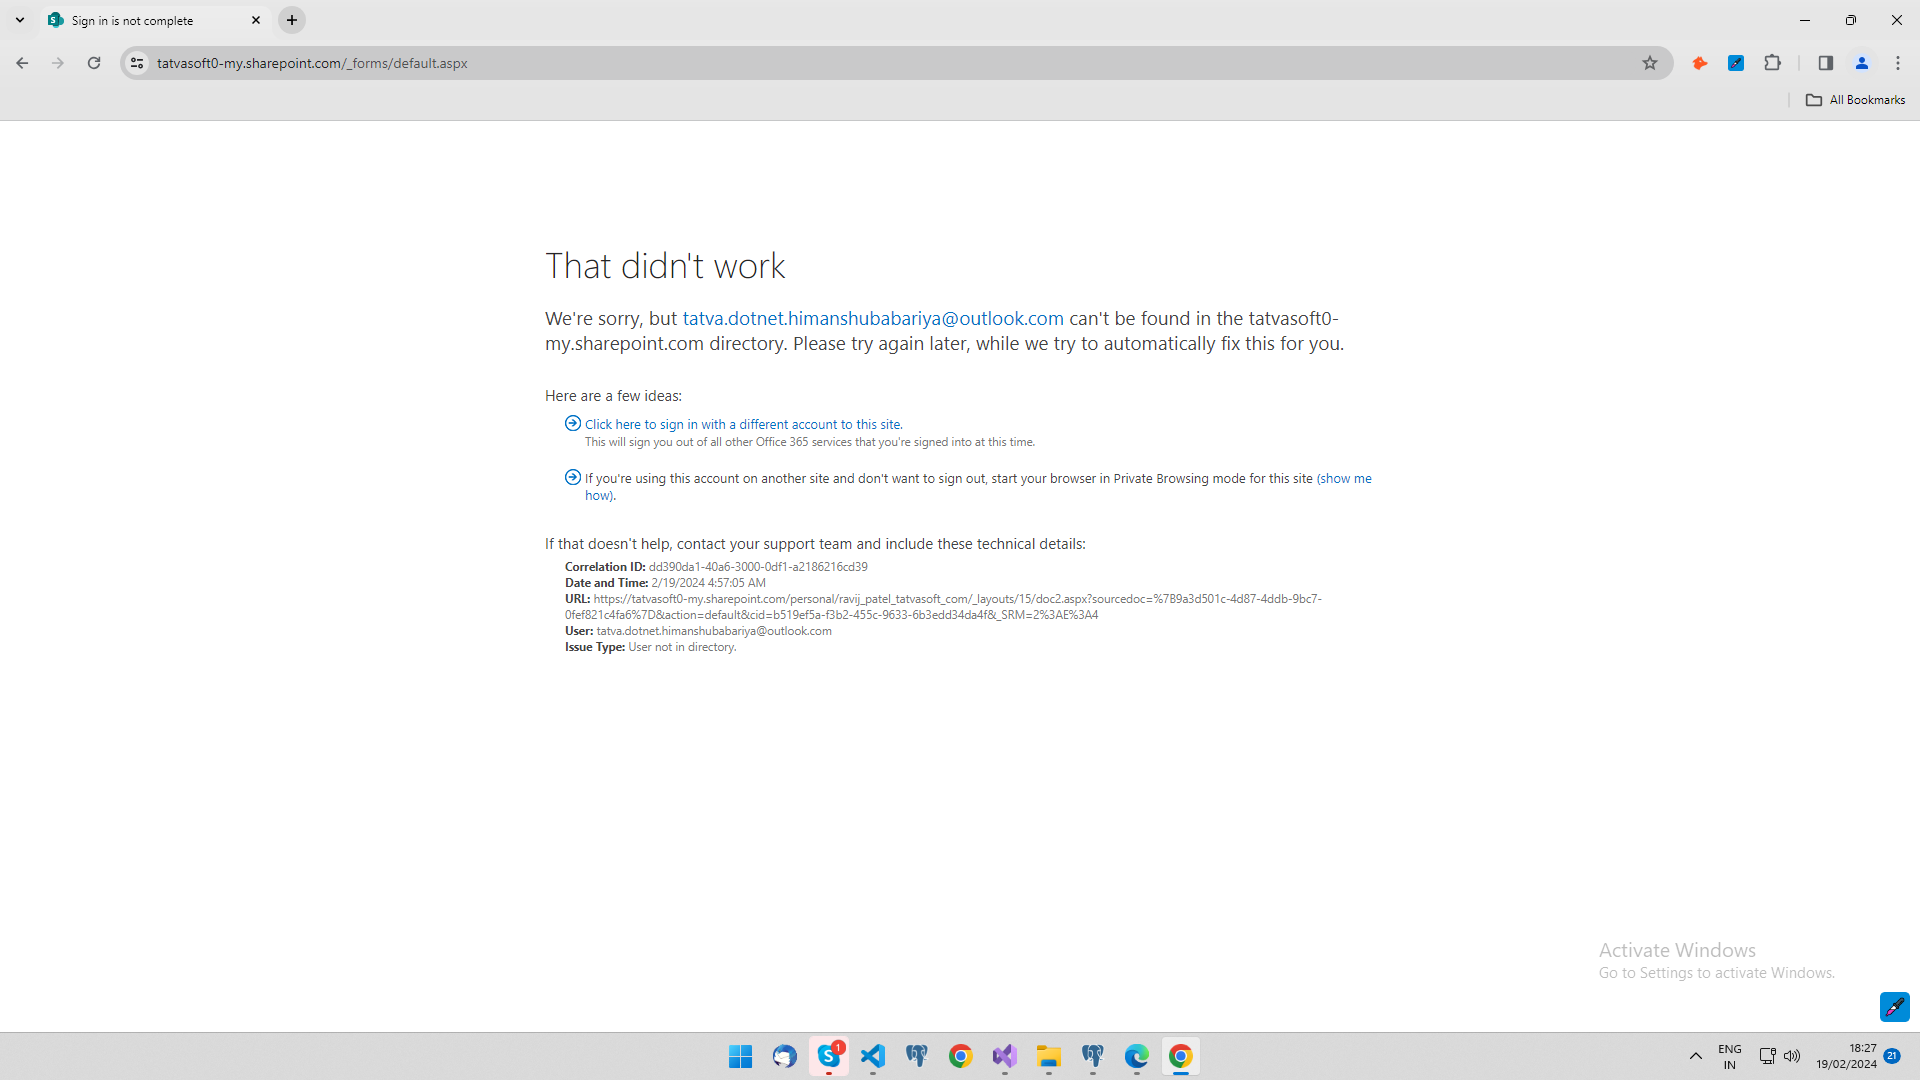 Sign in is not complete
tatvasoft0-my.sharepoint.com/_forms/default.aspx
All Bookmarks
That didn't work
We're sorry, but tatva.dotnet.himanshubabariya@outlook.com can't be found in the tatvasoft0-
my.sharepoint.com directory. Please try again later, while we try to automatically fix this for you.
Here are a few ideas:
Click here to sign in with a different account to this site.
This will sign you out of all other Office 365 services that you're signed into at this time.
If you're using this account on another site and don't want to sign out, start your browser in Private Browsing mode for this site (show me
how).
If that doesn't help, contact your support team and include these technical details:
Correlation ID: dd390da1-40a6-3000-0df1-a2186216cd39
Date and Time: 2/19/2024 4:57:05 AM
URL: https://tatvasoft0-my.sharepoint.com/personal/ravij_patel_tatvasoft_com/_layouts/15/doc2.aspx?sourcedoc=%7B9a3d501c-4d87-4ddb-9bc7-
0fef821c4fa6%7D&action=default&cid=b519ef5a-f3b2-455c-9633-6b3edd34da4f&_SRM=2%3AE%3A4
User: tatva.dotnet.himanshubabariya@outlook.com
Issue Type: User not in directory.
Activate Windows
Go to Settings to activate Windows.
1
ENG
IN
18:27
19/02/2024
21